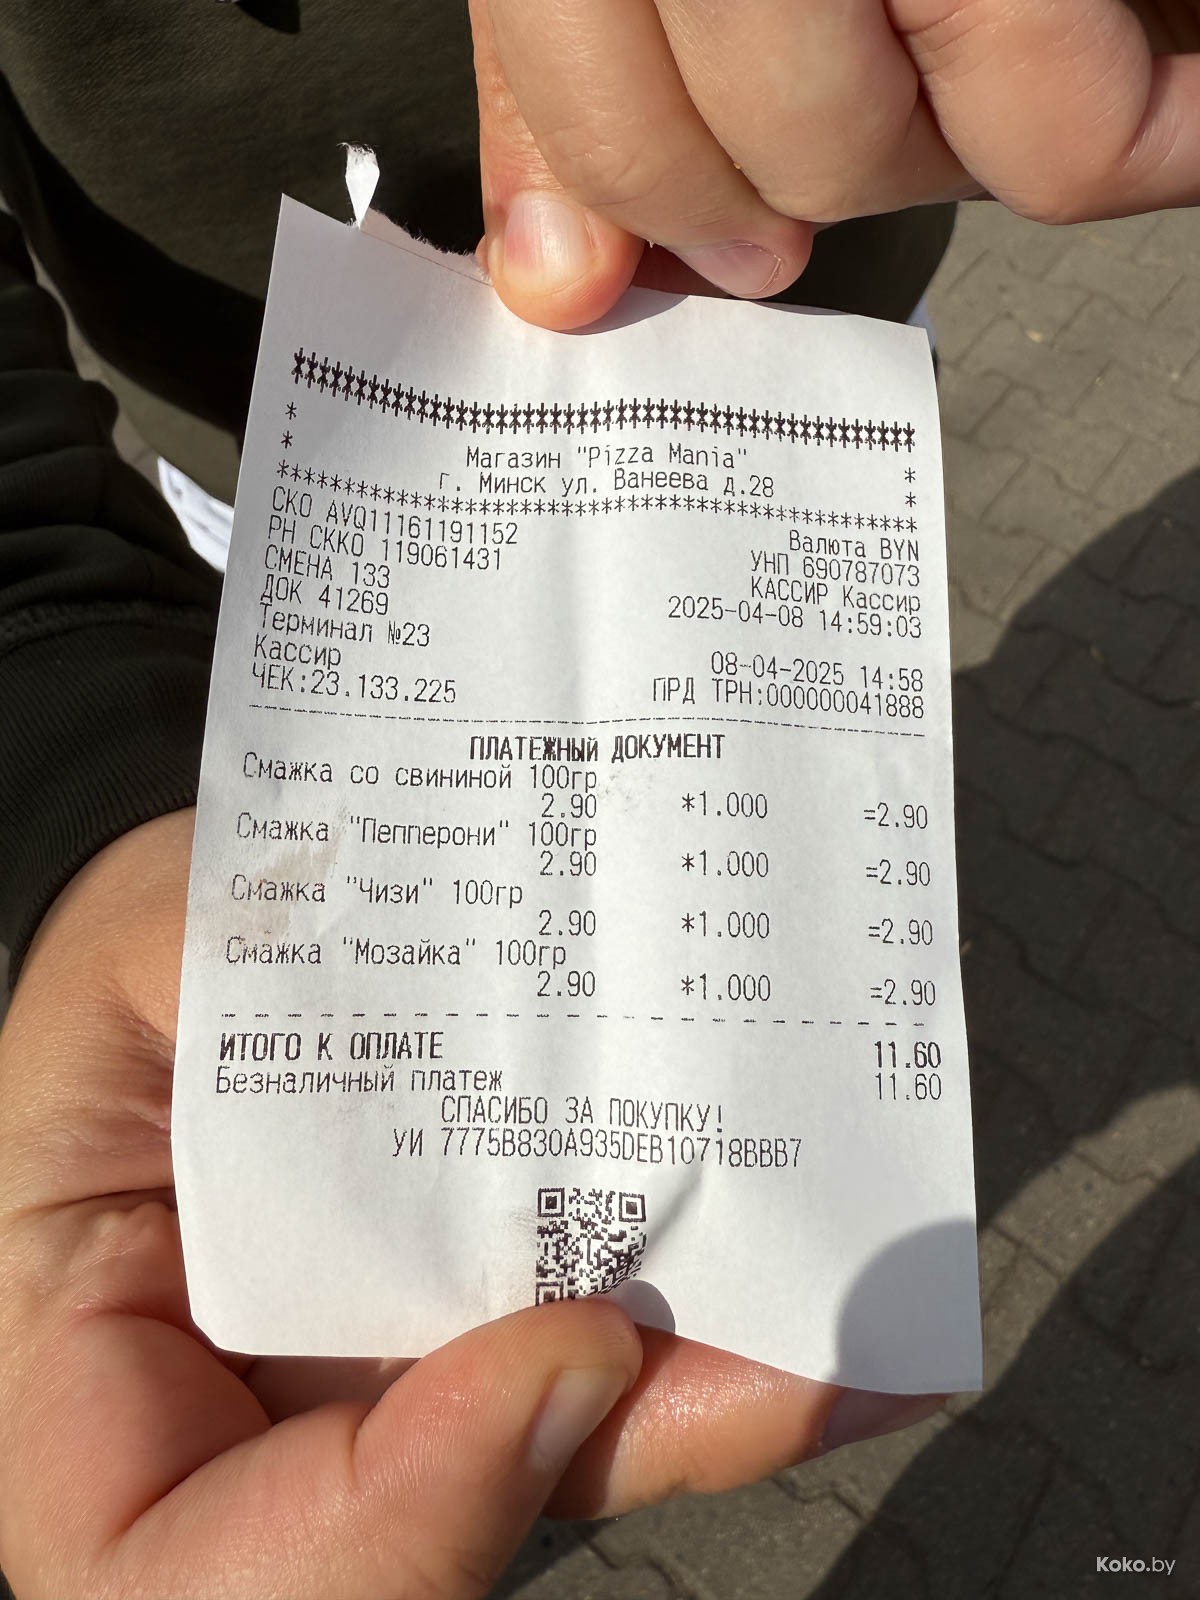 **************************************************
*
*
Магазин "Pizza Mania" *
г. Минск ул. Ванеева д.28 *
**************************************************
СКО AVQ11161191152 Валюта BYN
РН СККО 119061431 УНП 690787073
СМЕНА 133 КАССИР Кассир
ДОК 41269 2025-04-08 14:59:03
Терминал №23
Кассир 08-04-2025 14:58
ЧЕК:23.133.225 ПРД ТРН:000000041888
ПЛАТЕЖНЫЙ ДОКУМЕНТ
Смажка со свининой 100гр
2.90 *1.000 =2.90
Смажка "Пепперони" 100гр
2.90 *1.000 =2.90
Смажка "Чизи" 100гр
2.90 *1.000 =2.90
Смажка "Мозайка" 100гр
2.90 *1.000 =2.90
ИТОГО К ОПЛАТЕ 11.60
Безналичный платеж 11.60
СПАСИБО ЗА ПОКУПКУ!
УИ 7775B830A935DEB10718BBB7
Koko.by